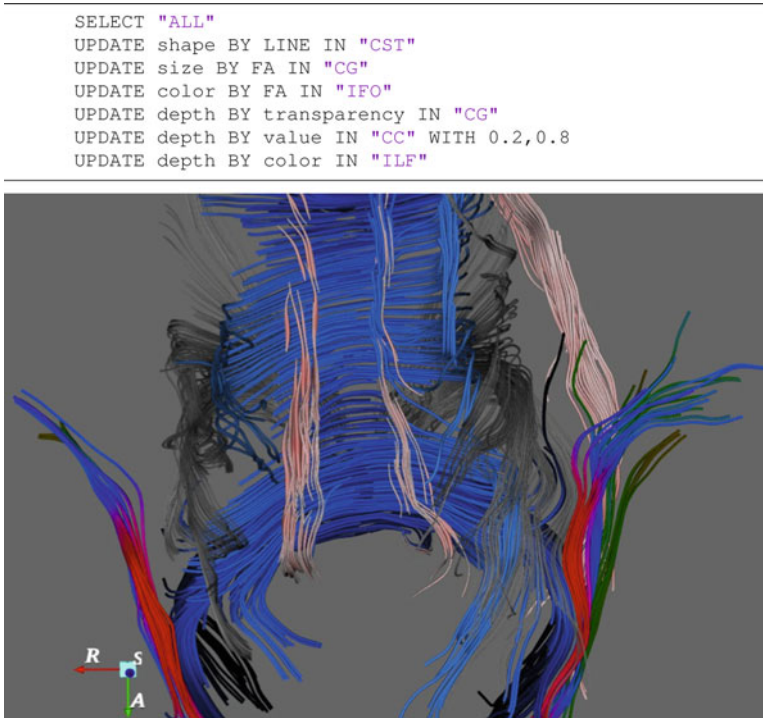 SELECT "ALL"
UPDATE shape BY LINE IN "CST"
UPDATE size BY FA IN "CG"
UPDATE color BY FA IN "IFO"
UPDATE depth BY transparency IN "CG"
UPDATE depth BY value IN "CC" WITH 0.2,0.8
UPDATE depth BY color IN "ILF"
R S
A